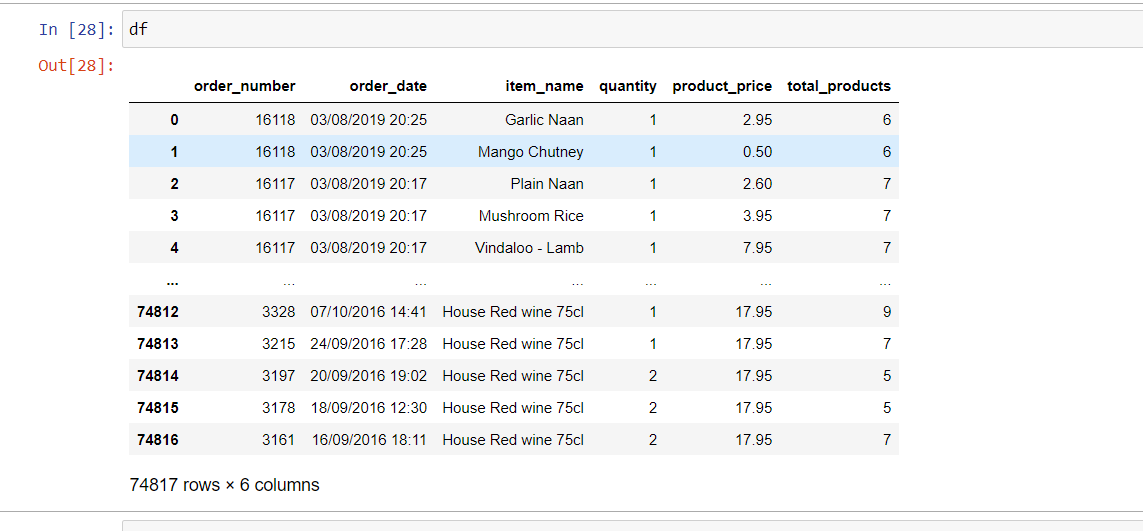 In [28]: df
Out[28]:
order_number order_date item_name quantity product_price total_products
0 16118 03/08/2019 20:25 Garlic Naan 1 2.95 6
1 16118 03/08/2019 20:25 Mango Chutney 1 0.50 6
2 16117 03/08/2019 20:17 Plain Naan 1 2.60 7
3 16117 03/08/2019 20:17 Mushroom Rice 1 3.95 7
4 16117 03/08/2019 20:17 Vindaloo - Lamb 1 7.95 7
... ... ... ... ... ... ...
74812 3328 07/10/2016 14:41 House Red wine 75cl 1 17.95 9
74813 3215 24/09/2016 17:28 House Red wine 75cl 1 17.95 7
74814 3197 20/09/2016 19:02 House Red wine 75cl 2 17.95 5
74815 3178 18/09/2016 12:30 House Red wine 75cl 2 17.95 5
74816 3161 16/09/2016 18:11 House Red wine 75cl 2 17.95 7
74817 rows × 6 columns